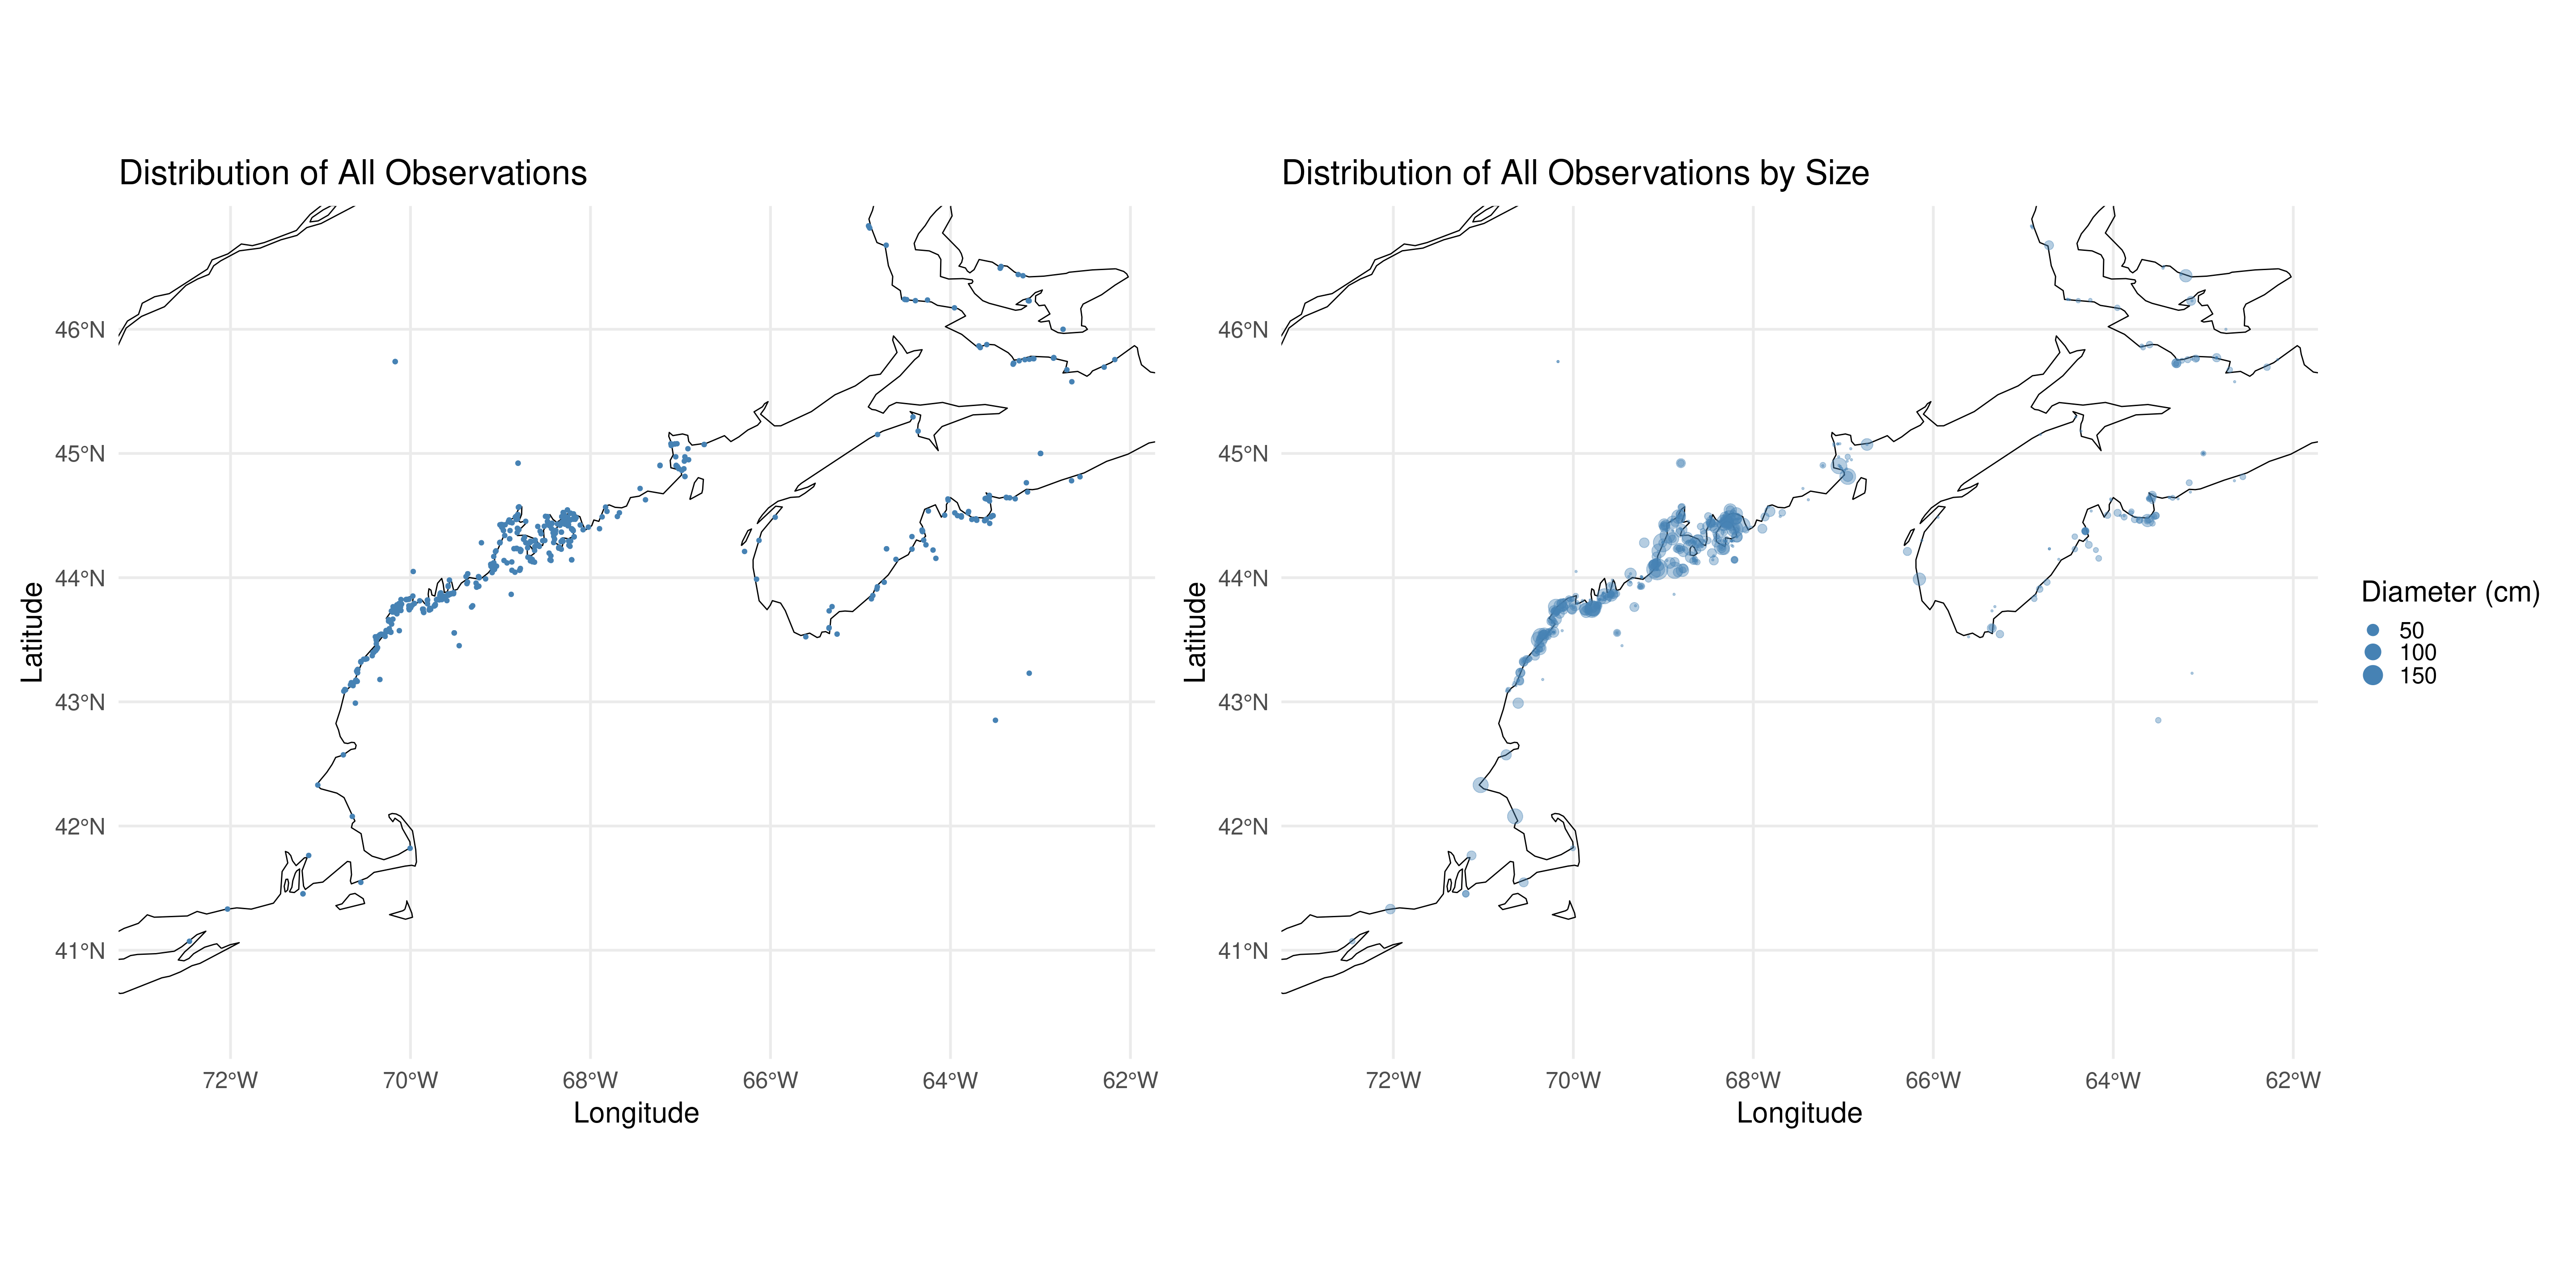 Distribution of All Observations
46°N
45°N
44°N
43°N
42°N
41°N
Latitude
72°W 70°W 68°W 66°W 64°W 62°W
Longitude
Distribution of All Observations by Size
46°N
45°N
44°N
43°N
42°N
41°N
Latitude
72°W 70°W 68°W 66°W 64°W 62°W
Longitude
Diameter (cm)
50
100
150